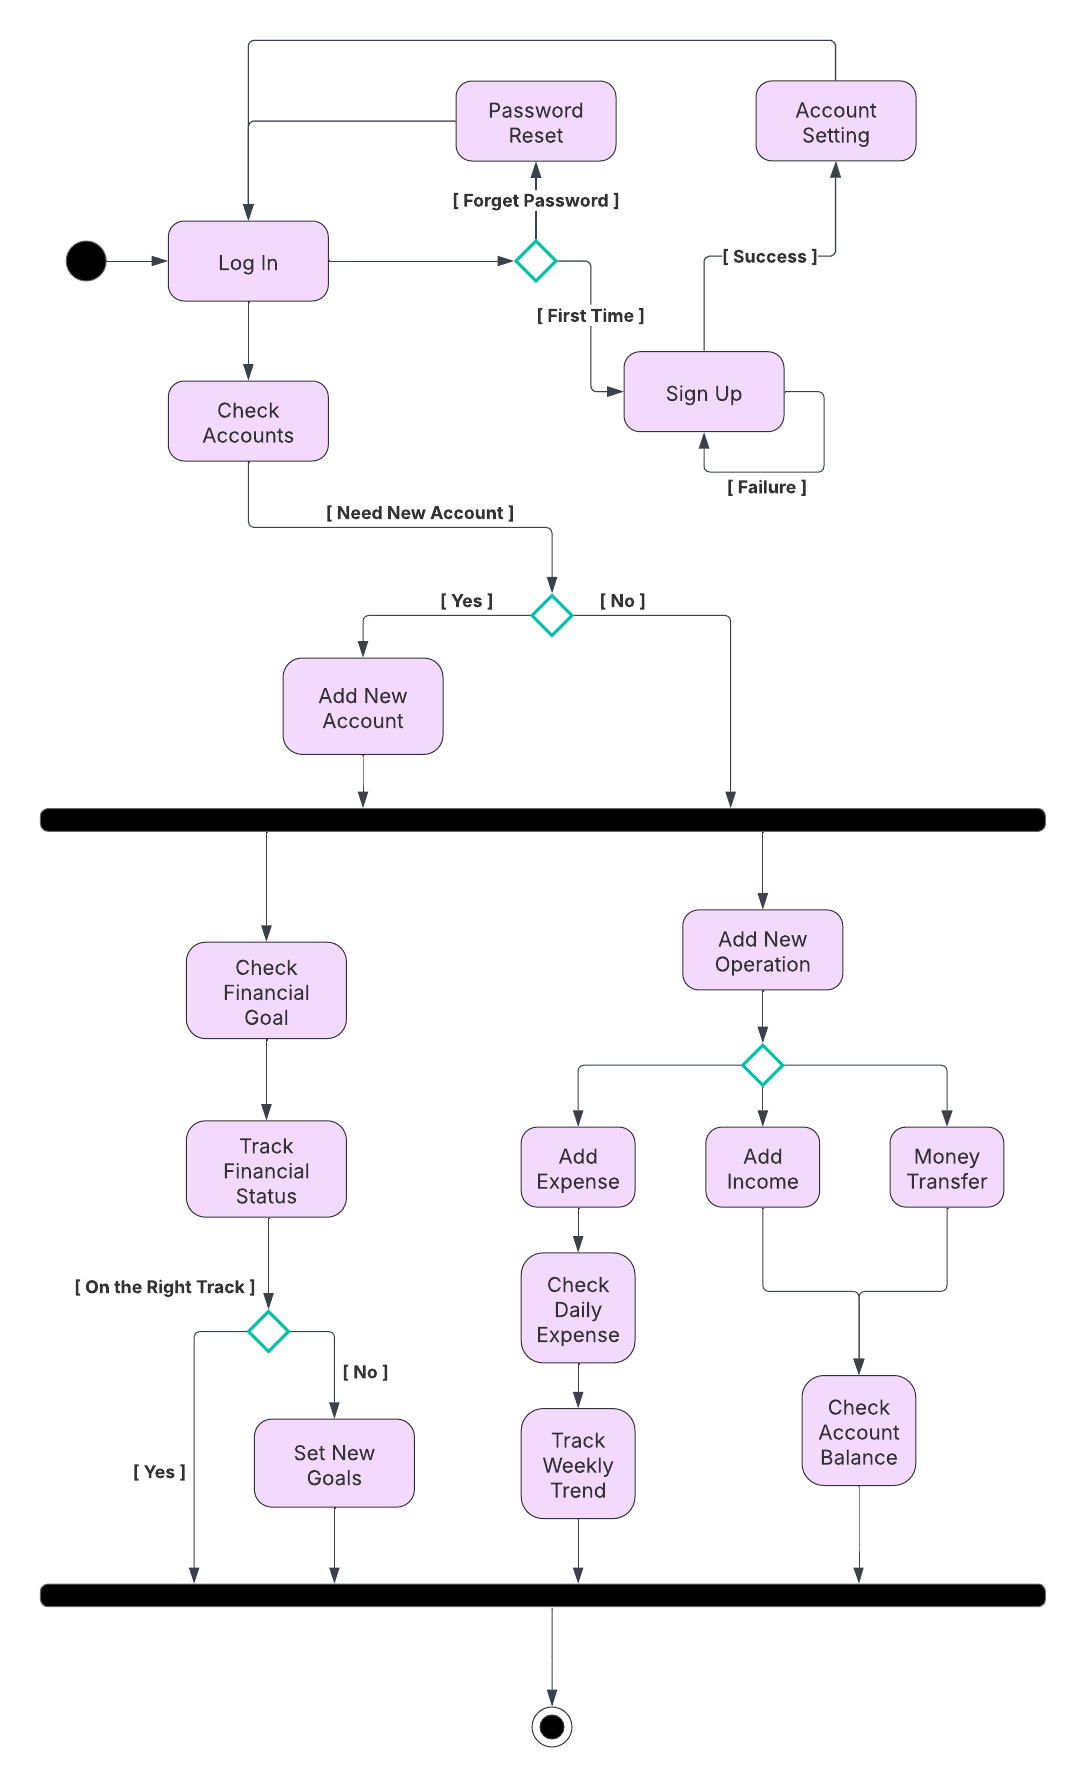 Password
Reset
Account
Setting
[ Forget Password ]
Log In
[ Success ]
[ First Time ]
Sign Up
Check
Accounts
[ Failure ]
[ Need New Account ]
[ Yes ]
[ No ]
Add New
Account
Add New
Operation
Check
Financial
Goal
Track
Financial
Status
Add
Expense
Add
Income
Money
Transfer
[ On the Right Track ]
Check
Daily
Expense
[ No ]
Check
Account
Balance
Set New
Goals
[ Yes ]
Track
Weekly
Trend